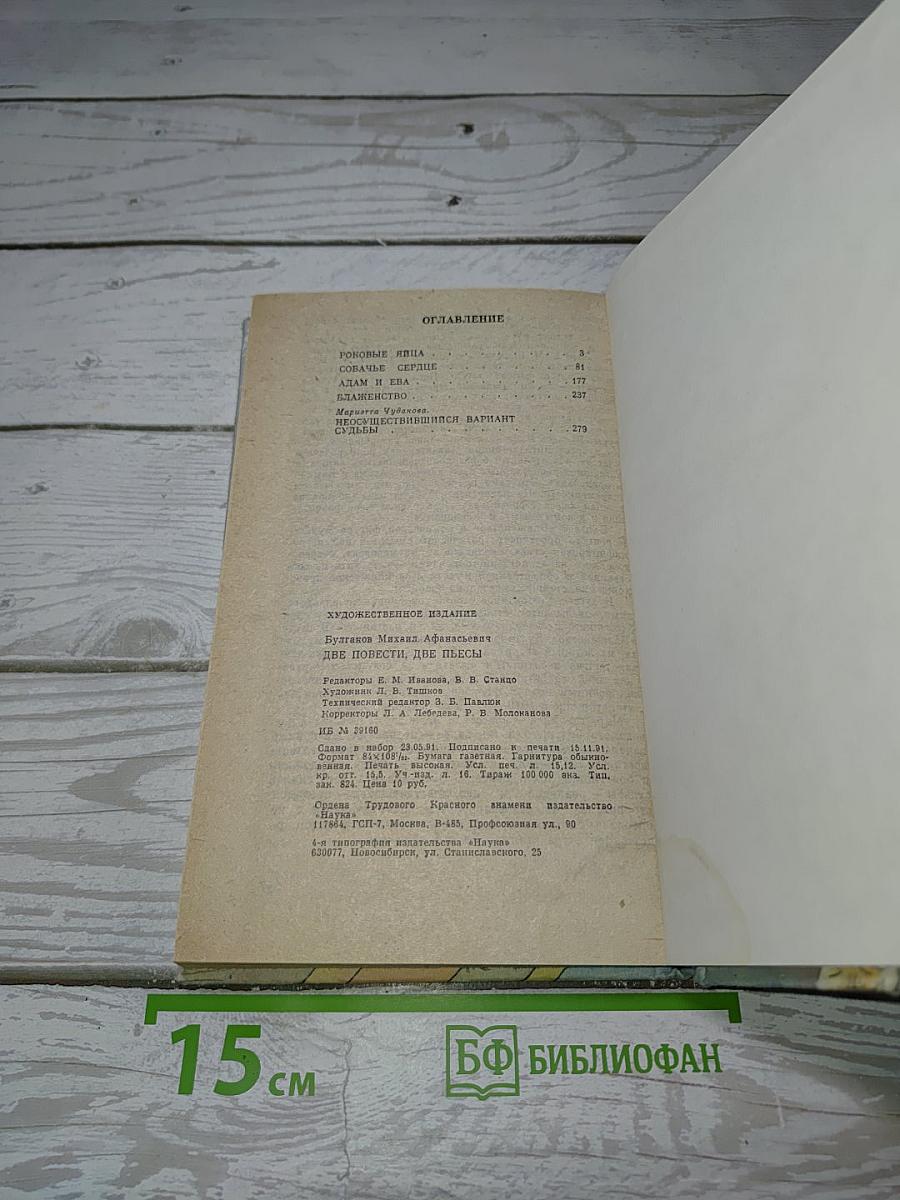 ОГЛАВЛЕНИЕ
РОКОВЫЕ ЯЙЦА . . . . . . . . . . 3
СОБАЧЬЕ СЕРДЦЕ . . . . . . . . . 81
АДАМ И ЕВА . . . . . . . . . . . 177
БЛАЖЕНСТВО . . . . . . . . . . . 237
Мариэтта Чудакова.
НЕОСУЩЕСТВИВШИЙСЯ ВАРИАНТ
СУДЬБЫ . . . . . . . . . . . . . 279
ХУДОЖЕСТВЕННОЕ ИЗДАНИЕ
Булгаков Михаил Афанасьевич
ДВЕ ПОВЕСТИ, ДВЕ ПЬЕСЫ
Редакторы Е. М. Иванова, В. В. Станцо
Художник Л. В. Тишков
Технический редактор З. Б. Павлюк
Корректоры Л. А. Лебедева, Р. В. Молоканова
ИБ № 39160
Сдано в набор 23.05.91. Подписано к печати 15.11.91.
Формат 84×108¹/₃₂. Бумага газетная. Гарнитура обыкно-
венная. Печать высокая. Усл. печ. л. 15,12. Усл.
кр. отт. 15,5. Уч-изд. л. 16. Тираж 100 000 экз. Тип.
зак. 824. Цена 10 руб.
Ордена Трудового Красного знамени издательство
«Наука»
117864, ГСП-7, Москва, В-485, Профсоюзная ул., 90
4-я типография издательства «Наука»
630077, Новосибирск, ул. Станиславского, 25
15 см
БФ БИБЛИОФАН